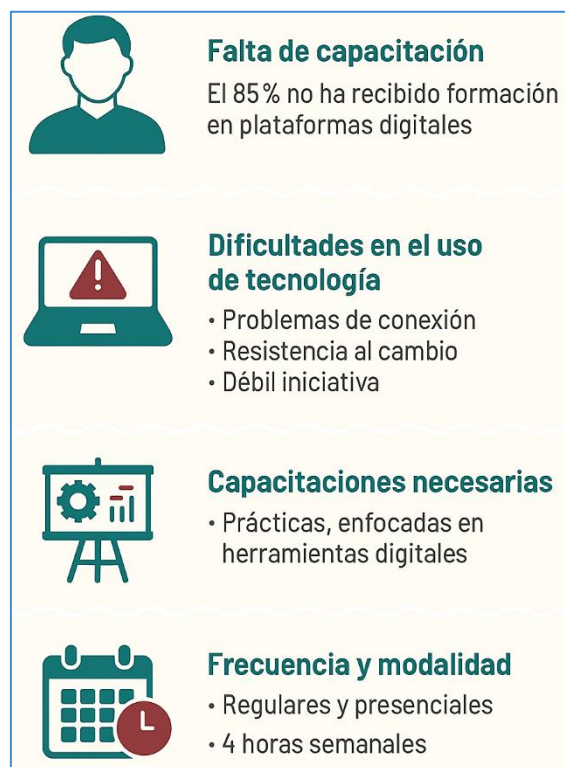 Falta de capacitación
El 85% no ha recibido formación
en plataformas digitales
Dificultades en el uso
de tecnología
• Problemas de conexión
• Resistencia al cambio
• Débil iniciativa
Capacitaciones necesarias
• Prácticas, enfocadas en
herramientas digitales
Frecuencia y modalidad
• Regulares y presenciales
• 4 horas semanales